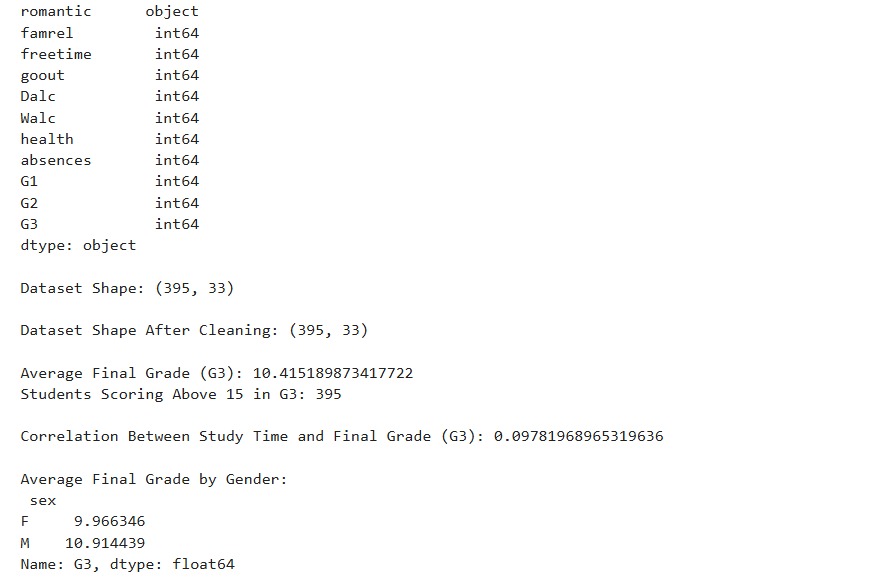 romantic object
famrel int64
freetime int64
goout int64
Dalc int64
Walc int64
health int64
absences int64
G1 int64
G2 int64
G3 int64
dtype: object
Dataset Shape: (395, 33)
Dataset Shape After Cleaning: (395, 33)
Average Final Grade (G3): 10.415189873417722
Students Scoring Above 15 in G3: 395
Correlation Between Study Time and Final Grade (G3): 0.09781968965319636
Average Final Grade by Gender:
sex
F 9.966346
M 10.914439
Name: G3, dtype: float64